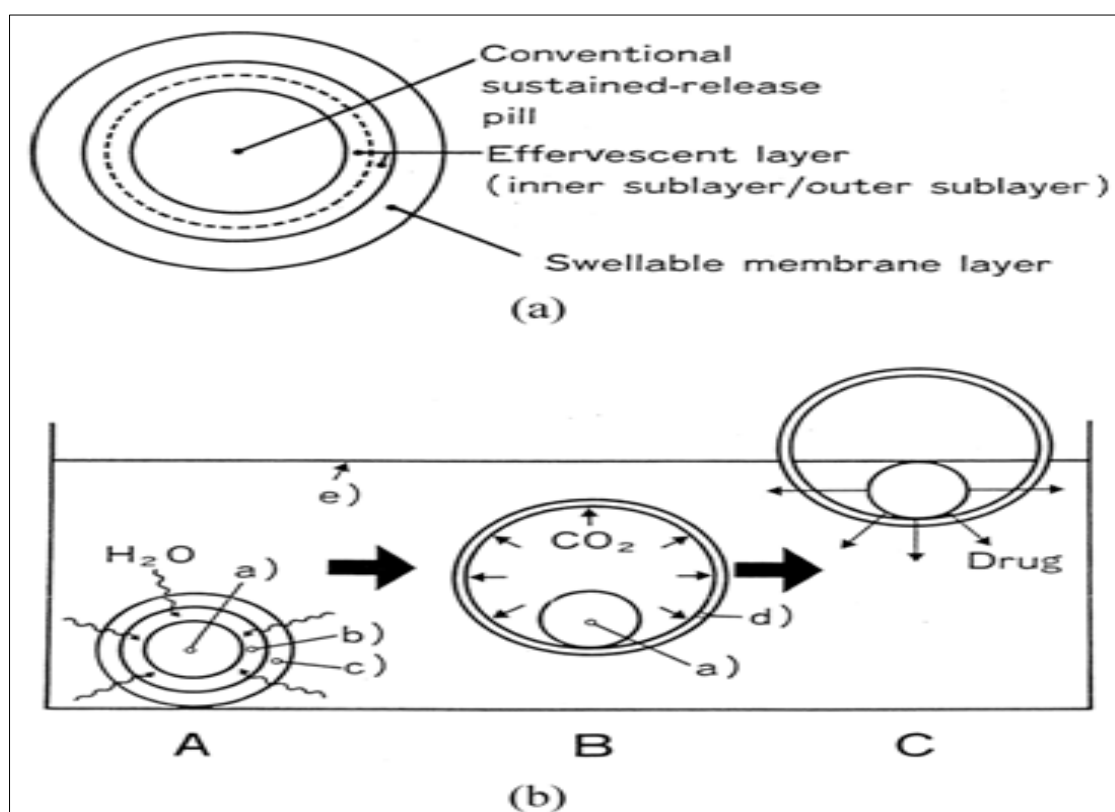 Conventional
sustained-release
pill
Effervescent layer
(inner sublayer/outer sublayer)
Swellable membrane layer
(a)
e)
H₂O
a)
b)
c)
CO₂
d)
a)
Drug
A
B
C
(b)